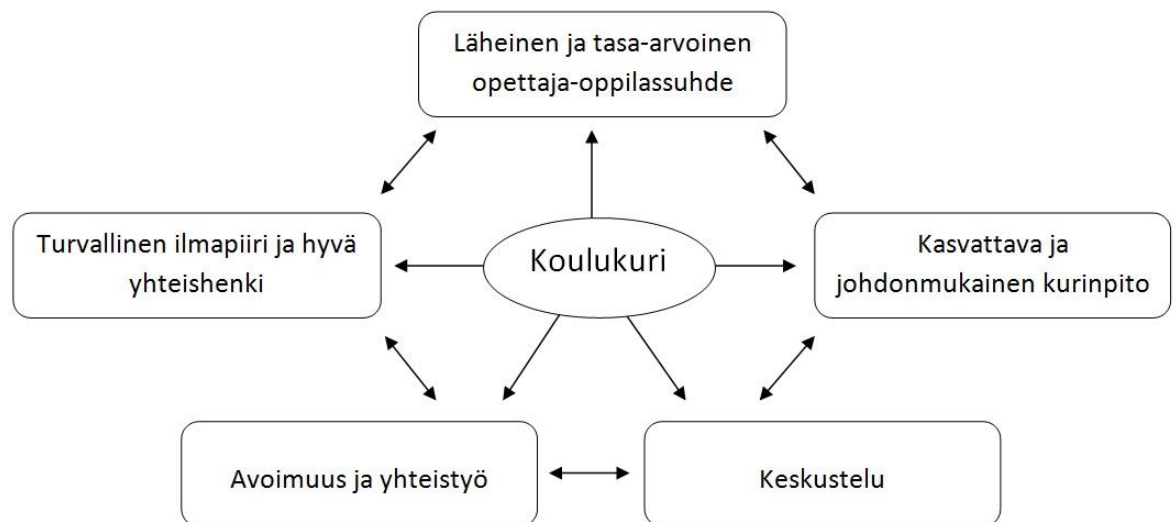 Läheinen ja tasa-arvoinen
opettaja-oppilassuhde
Turvallinen ilmapiiri ja hyvä
yhteishenki
Koulukuri
Kasvattava ja
johdonmukainen kurinpito
Avoimuus ja yhteistyö
Keskustelu